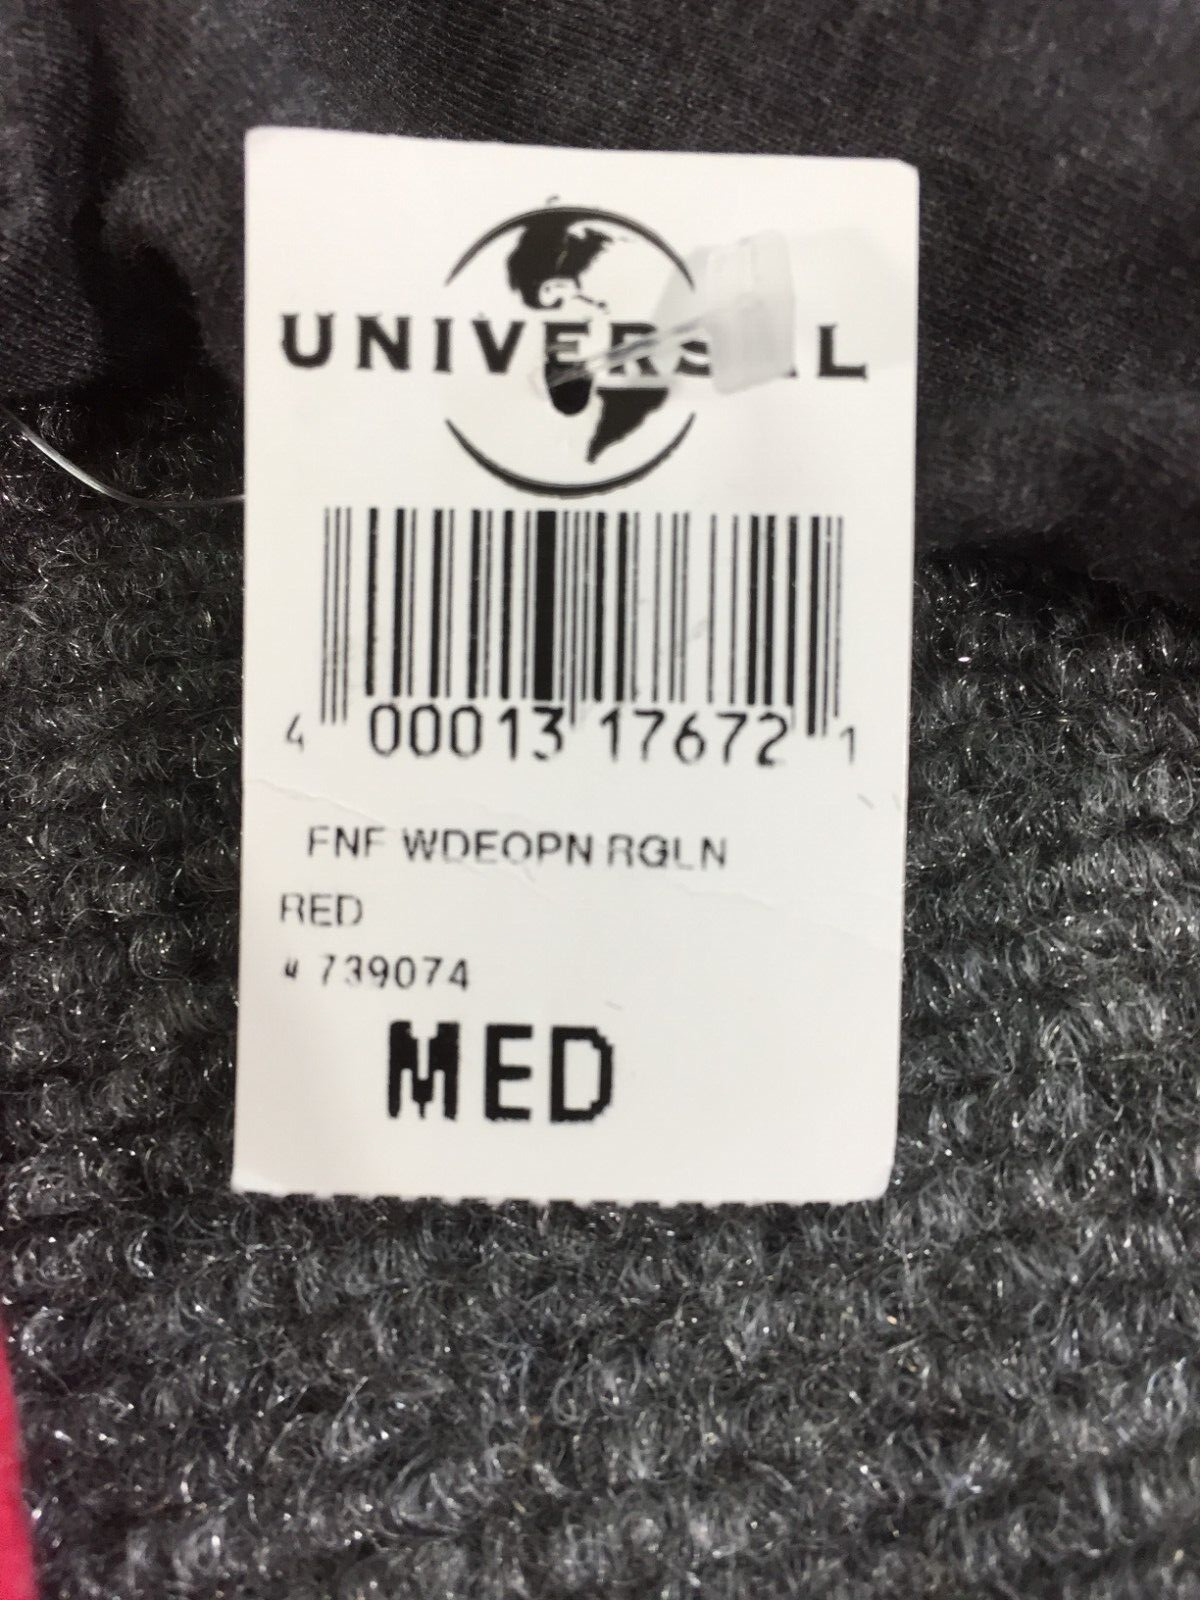 UNIVERSAL
4 00013 17672 1
FNF WDEOPN RGLN
RED
# 739074
MED